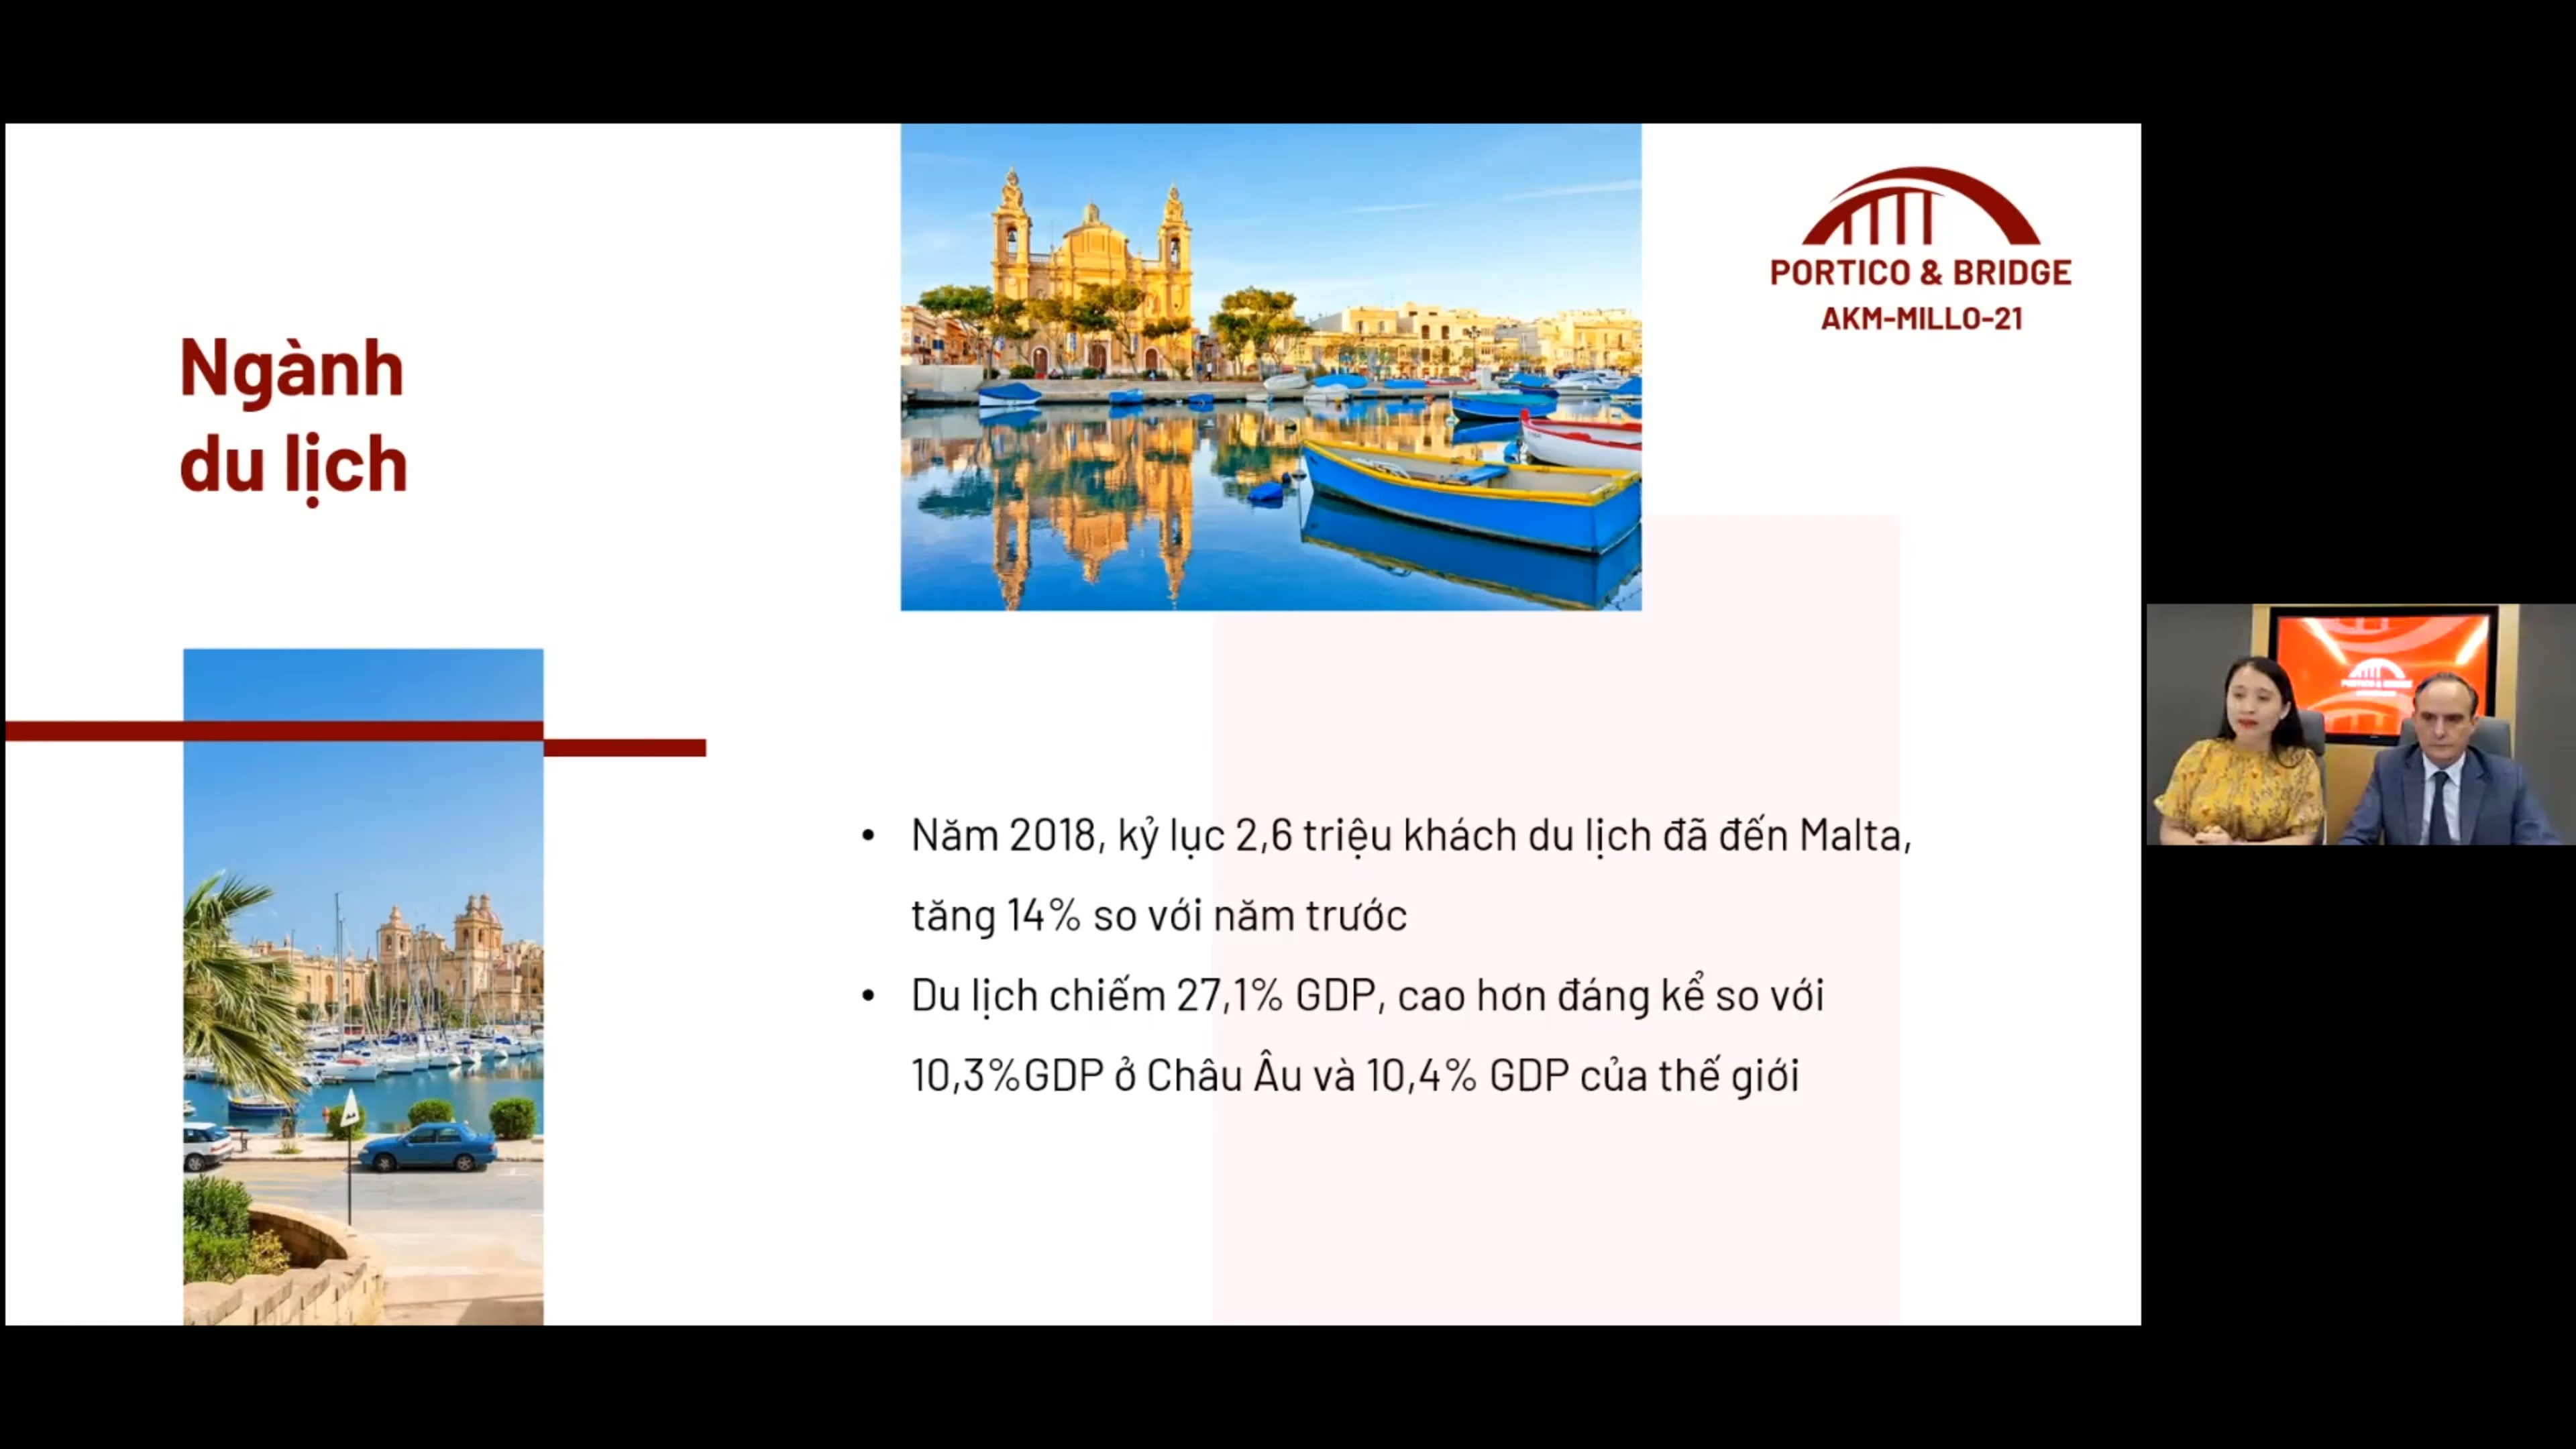 Ngành
du lịch
PORTICO & BRIDGE
AKM-MILLO-21
• Năm 2018, kỷ lục 2,6 triệu khách du lịch đã đến Malta,
tăng 14% so với năm trước
• Du lịch chiếm 27,1% GDP, cao hơn đáng kể so với
10,3%GDP ở Châu Âu và 10,4% GDP của thế giới
PORTICO & BRIDGE